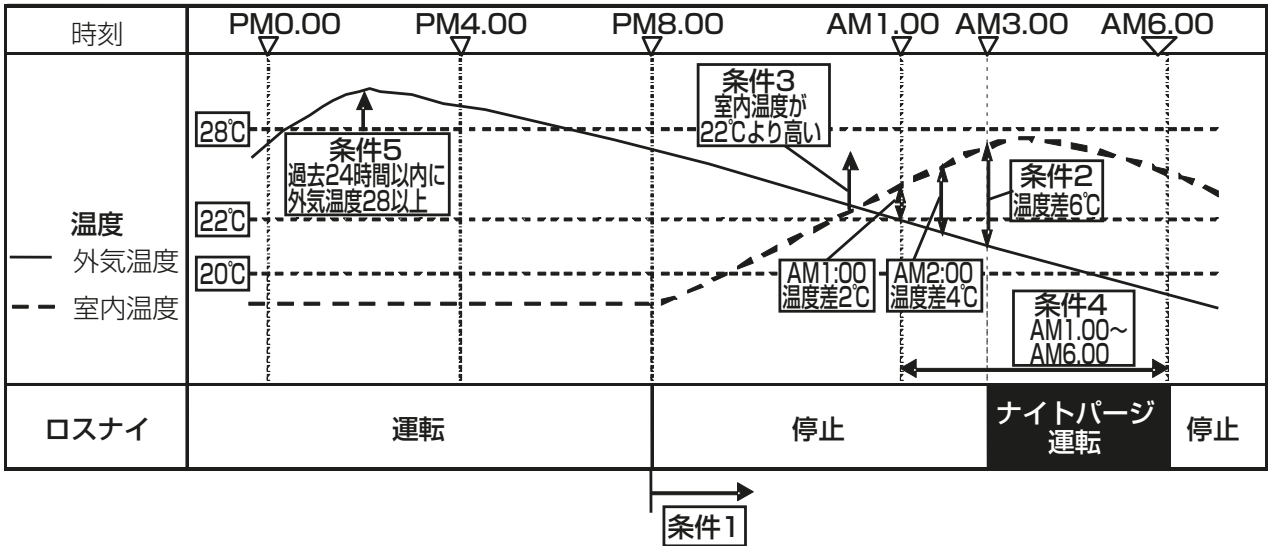 時刻
PM0.00 PM4.00 PM8.00 AM1.00 AM3.00 AM6.00
温度
外気温度
室内温度
28℃
22℃
20℃
条件5
過去24時間以内に
外気温度28以上
条件3
室内温度が
22℃より高い
条件2
温度差6℃
AM1:00
温度差2℃
AM2:00
温度差4℃
条件4
AM1.00～
AM6.00
ロスナイ
運転
停止
ナイトパージ
運転
停止
条件1